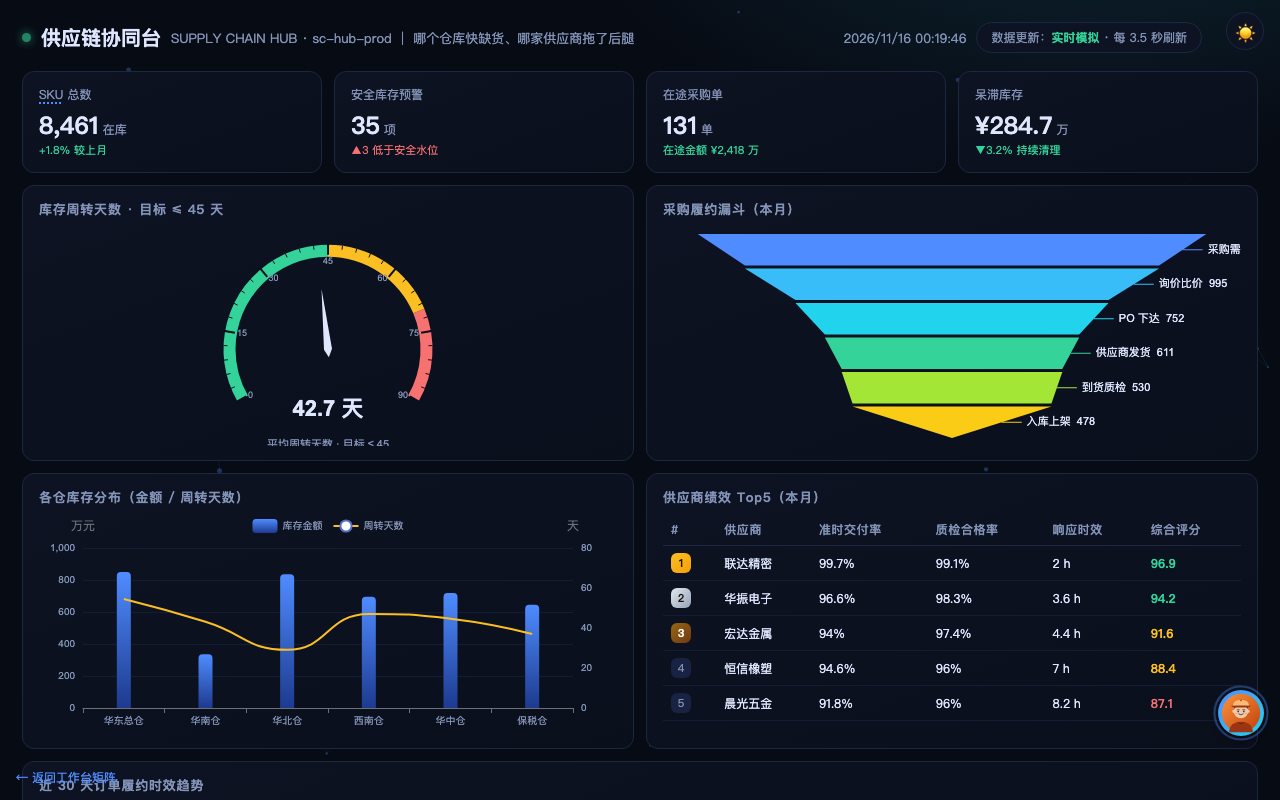 供应链协同台 SUPPLY CHAIN HUB · sc-hub-prod | 哪个仓库快缺货、哪家供应商拖了后腿
2026/11/16 00:19:46 数据更新: 实时模拟 · 每 3.5 秒刷新
SKU 总数
8,461 在库
+1.8% 较上月
安全库存预警
35 项
▲3 低于安全水位
在途采购单
131 单
在途金额 ¥2,418 万
呆滞库存
¥284.7 万
▼3.2% 持续清理
库存周转天数 · 目标 ≤ 45 天
0
15
30
45
60
75
90
42.7 天
平均周转天数 · 目标 ≤ 45
采购履约漏斗（本月）
采购需
询价比价 995
PO 下达 752
供应商发货 611
到货质检 530
入库上架 478
各仓库存分布（金额 / 周转天数）
万元 库存金额 周转天数 天
1,000
800
600
400
200
0
80
60
40
20
0
华东总仓 华南仓 华北仓 西南仓 华中仓 保税仓
供应商绩效 Top5（本月）
# 供应商 准时交付率 质检合格率 响应时效 综合评分
1 联达精密 99.7% 99.1% 2 h 96.9
2 华振电子 96.6% 98.3% 3.6 h 94.2
3 宏达金属 94% 97.4% 4.4 h 91.6
4 恒信橡塑 94.6% 96% 7 h 88.4
5 晨光五金 91.8% 96% 8.2 h 87.1
← 返回工作台矩阵
近 30 天订单履约时效趋势